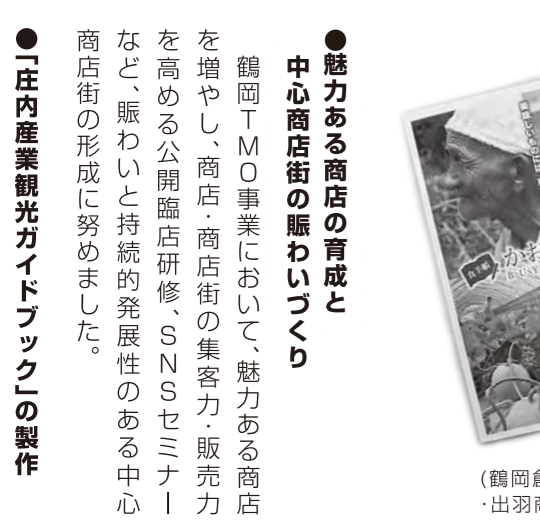 ●魅力ある商店の育成と
中心商店街の賑わいづくり
鶴岡TMO事業において、魅力ある商店
を増やし、商店・商店街の集客力・販売力
を高める公開臨店研修、SNSセミナー
など、賑わいと持続的発展性のある中心
商店街の形成に努めました。
●「庄内産業観光ガイドブック」の製作
(鶴岡
・出羽